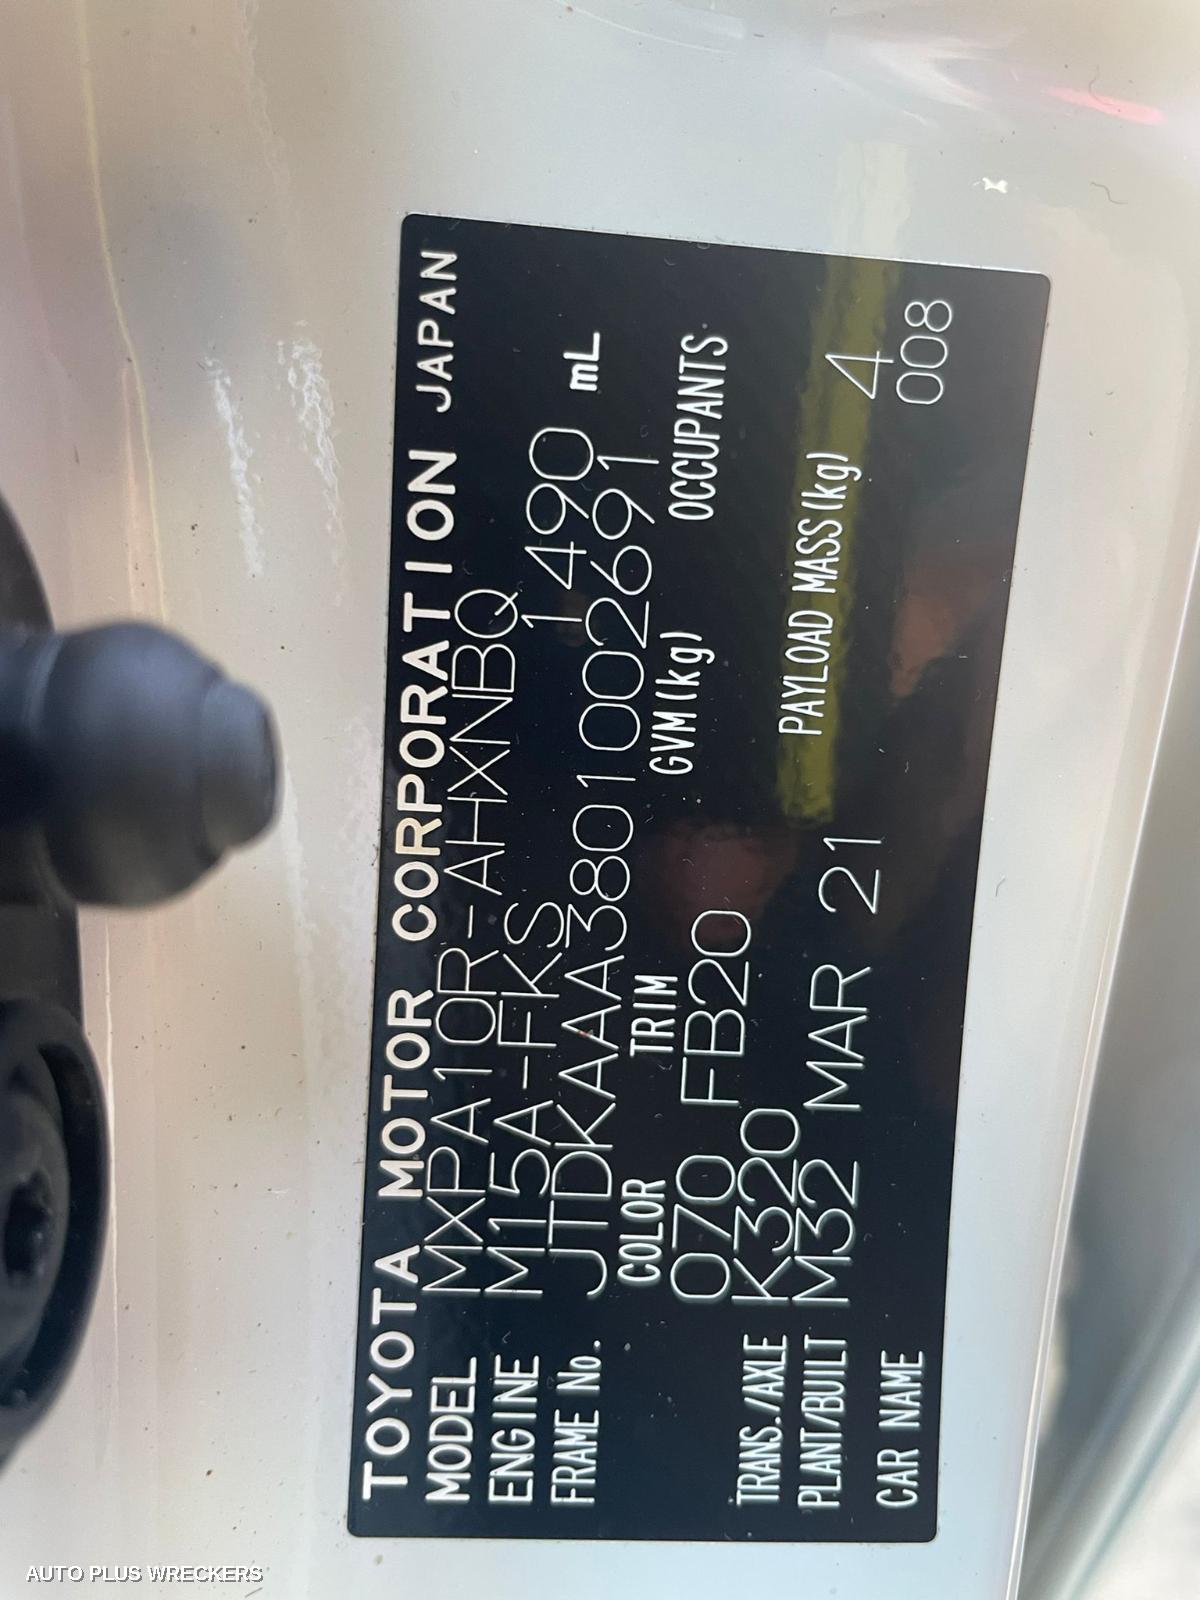 TOYOTA MOTOR CORPORATION JAPAN
MODEL MXPA10R-AHXNBQ
ENGINE M15A-FKS 1490 mL
FRAME No. JTDKAAA3801002691
COLOR TRIM GVM(kg) OCCUPANTS
070 FB20
TRANS./AXLE K320 PAYLOAD MASS(kg)
PLANT/BUILT M32 MAR 21 4
CAR NAME 008
AUTO PLUS WRECKERS